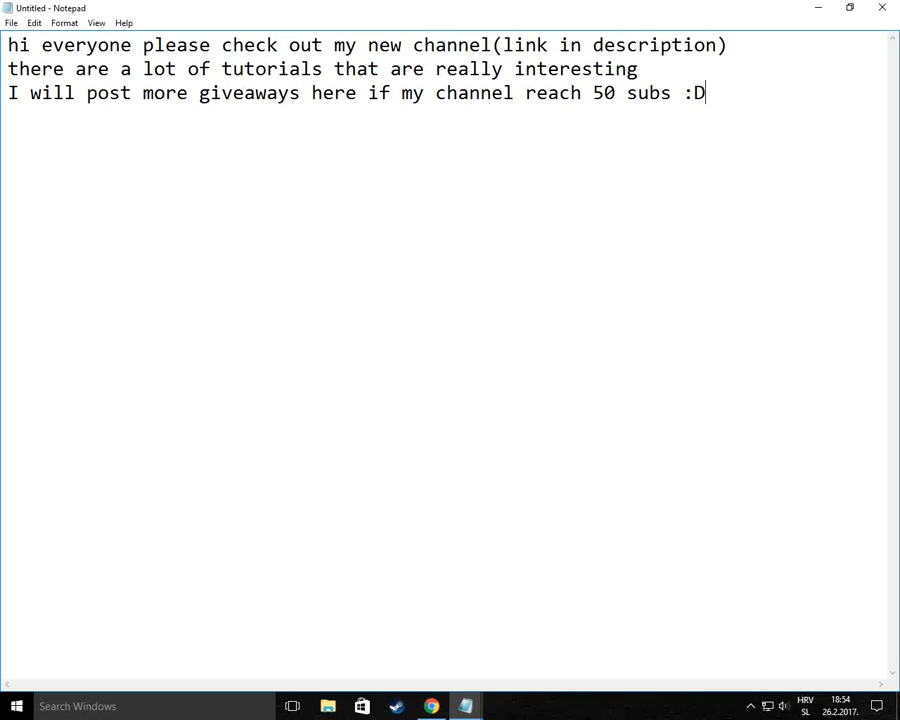 Untitled - Notepad
File Edit Format View Help
hi everyone please check out my new channel(link in description)
there are a lot of tutorials that are really interesting
I will post more giveaways here if my channel reach 50 subs :D
Search Windows
HRV 18:54
SL 26.2.2017.